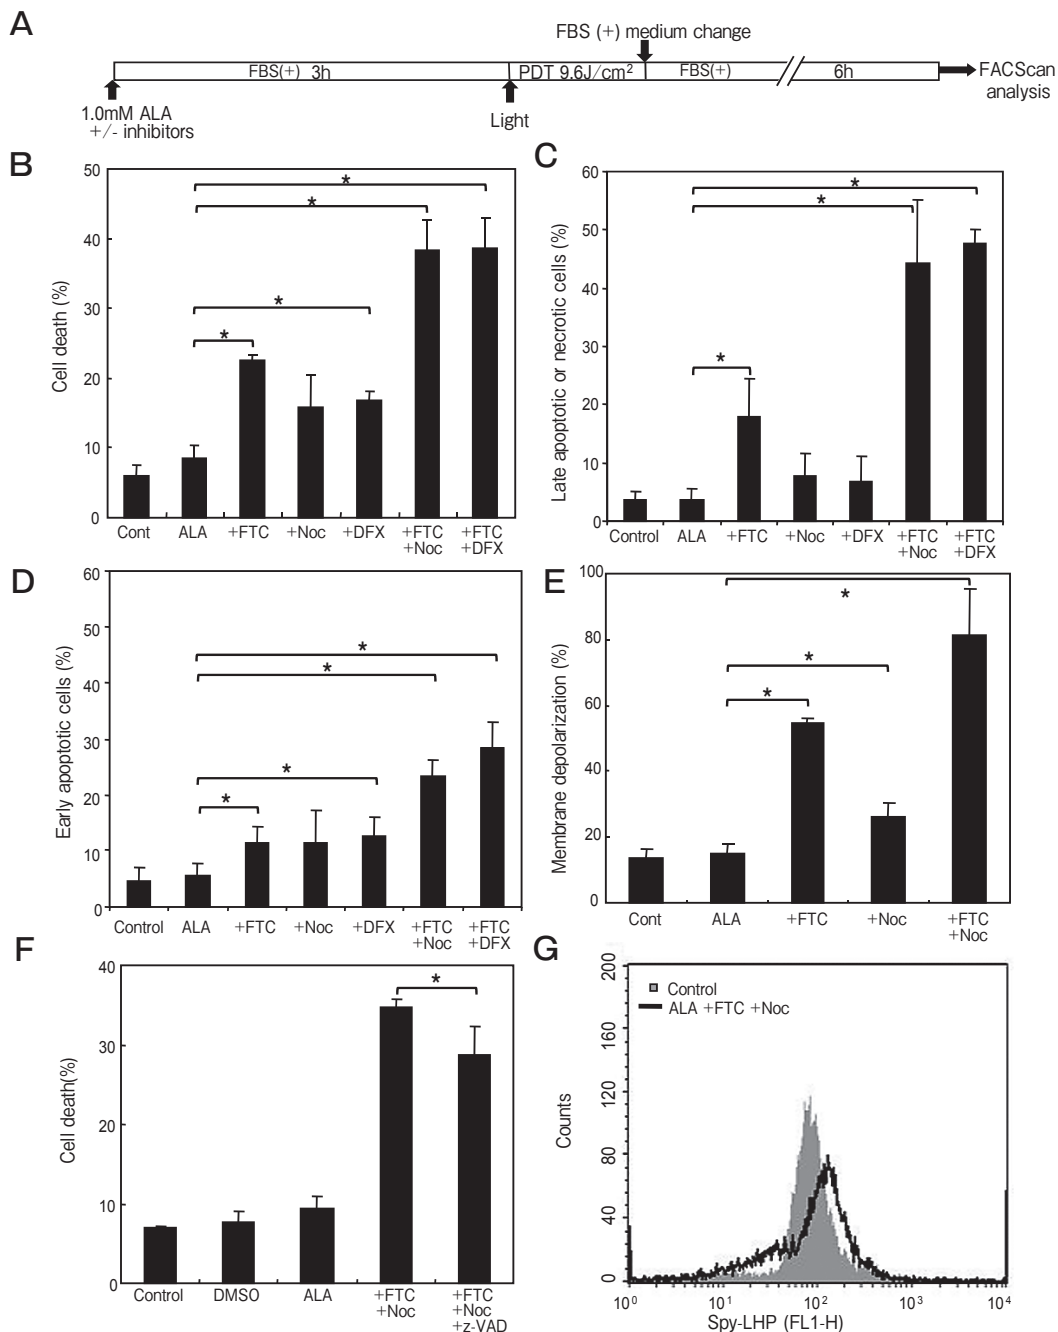 A
FBS (+) medium change
FBS(+) 3h
PDT 9.6J/cm²
FBS(+)
6h
FACScan
analysis
1.0mM ALA
+/- inhibitors
Light
B
Cell death (%)
50
40
30
20
10
0
*
*
*
*
Cont ALA +FTC +Noc +DFX +FTC +FTC
+Noc +DFX
C
Late apoptotic or necrotic cells (%)
60
50
40
30
20
10
0
*
*
*
Control ALA +FTC +Noc +DFX +FTC +FTC
+Noc +DFX
D
Early apoptotic cells (%)
60
50
40
30
20
10
0
*
*
*
*
Control ALA +FTC +Noc +DFX +FTC +FTC
+Noc +DFX
E
Membrane depolarization (%)
100
80
60
40
20
0
*
*
*
Cont ALA +FTC +Noc +FTC
+Noc
F
Cell death(%)
40
30
20
10
0
*
Control DMSO ALA +FTC +FTC
+Noc +Noc
+z-VAD
G
Counts
200
160
120
80
40
0
Control
ALA +FTC +Noc
10⁰ 10¹ 10² 10³ 10⁴
Spy-LHP (FL1-H)